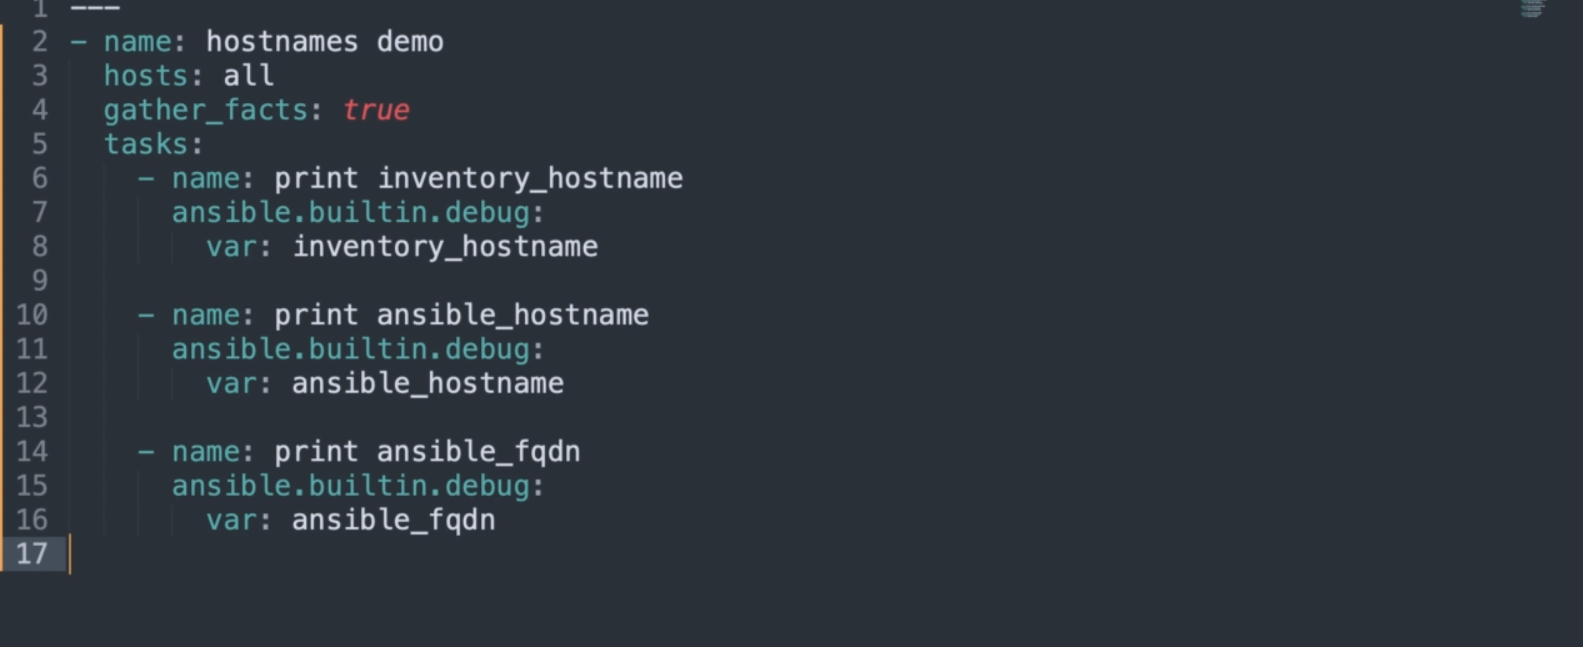 1 ---
2 - name: hostnames demo
3   hosts: all
4   gather_facts: true
5   tasks:
6     - name: print inventory_hostname
7       ansible.builtin.debug:
8         var: inventory_hostname
9
10     - name: print ansible_hostname
11       ansible.builtin.debug:
12         var: ansible_hostname
13
14     - name: print ansible_fqdn
15       ansible.builtin.debug:
16         var: ansible_fqdn
17